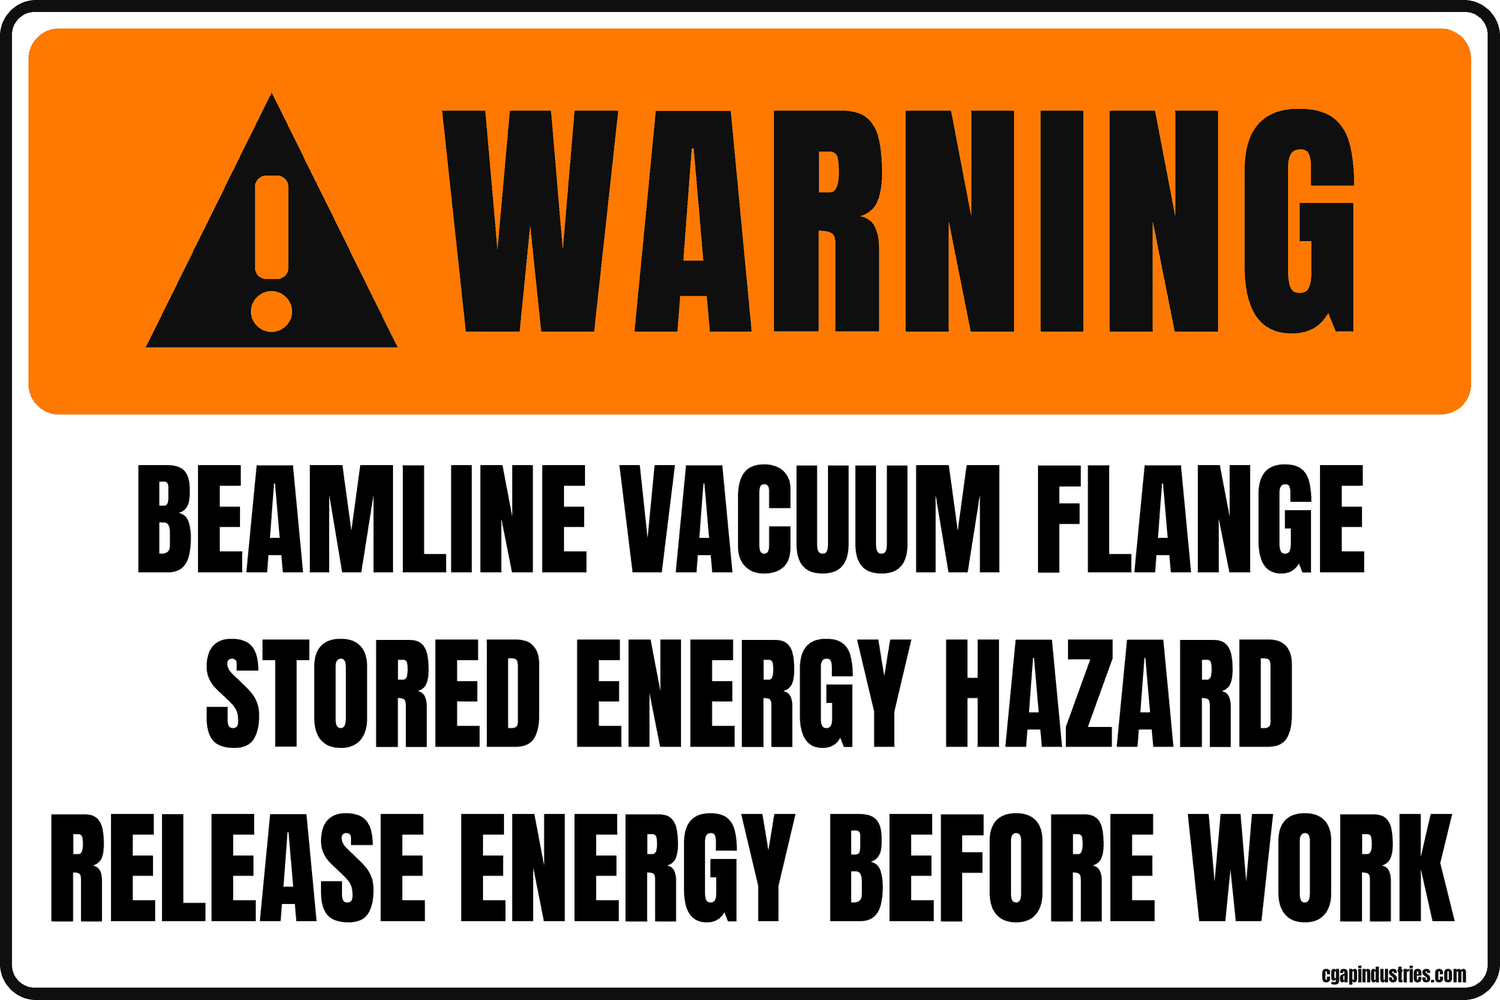 WARNING
BEAMLINE VACUUM FLANGE
STORED ENERGY HAZARD
RELEASE ENERGY BEFORE WORK
cgapindustries.com